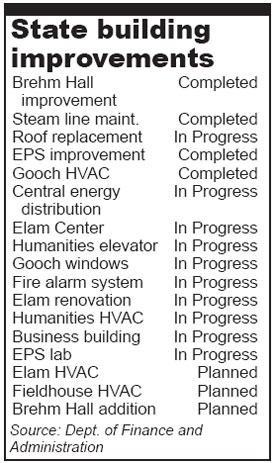 State building
improvements
Brehm Hall Completed
improvement
Steam line maint. Completed
Roof replacement In Progress
EPS improvement Completed
Gooch HVAC Completed
Central energy In Progress
distribution
Elam Center In Progress
Humanities elevator In Progress
Gooch windows In Progress
Fire alarm system In Progress
Elam renovation In Progress
Humanities HVAC In Progress
Business building In Progress
EPS lab In Progress
Elam HVAC Planned
Fieldhouse HVAC Planned
Brehm Hall addition Planned
Source: Dept. of Finance and
Administration